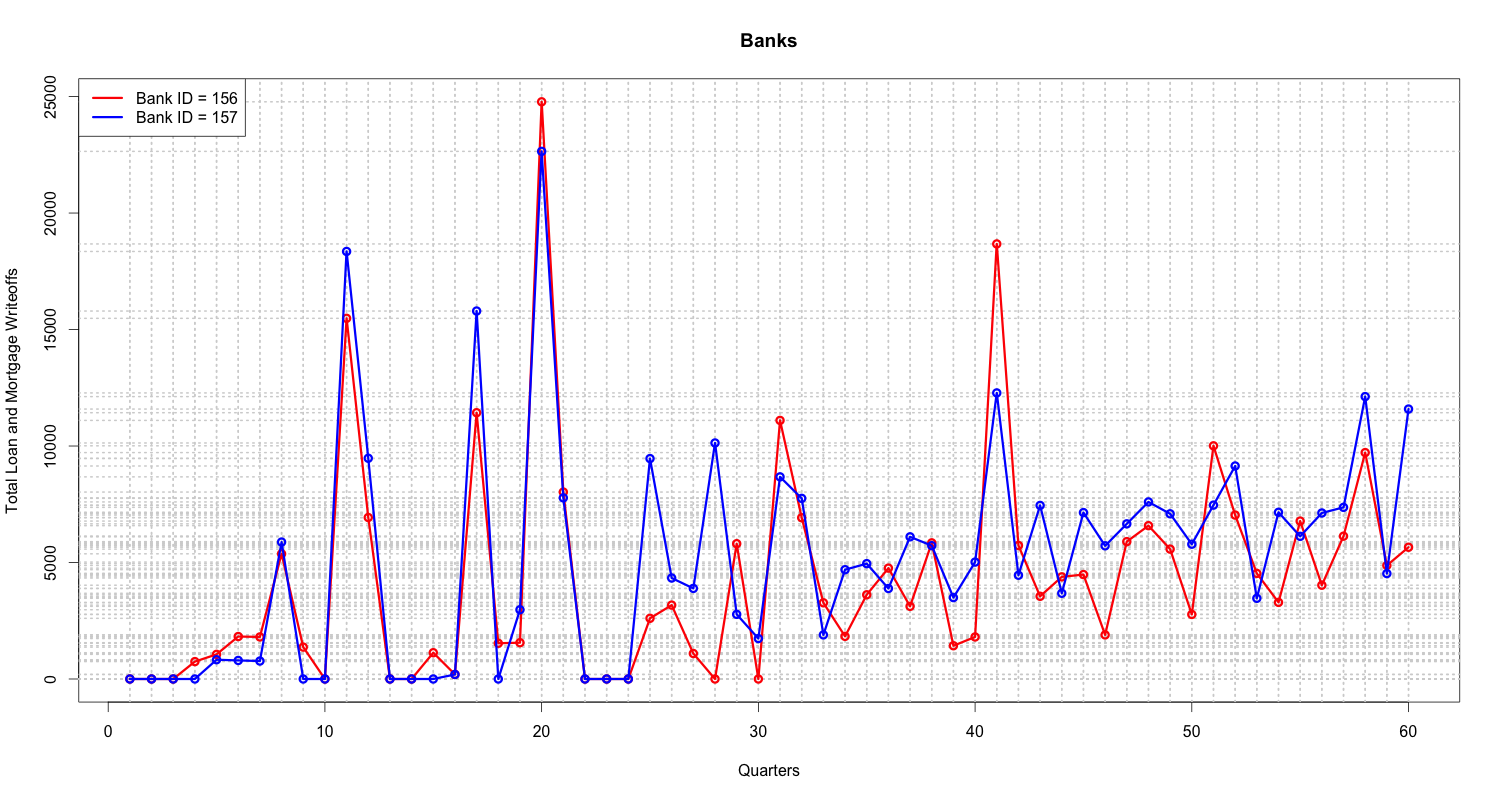 Banks
Total Loan and Mortgage Writeoffs
25000
20000
15000
10000
5000
0
Bank ID = 156
Bank ID = 157
0 10 20 30 40 50 60
Quarters